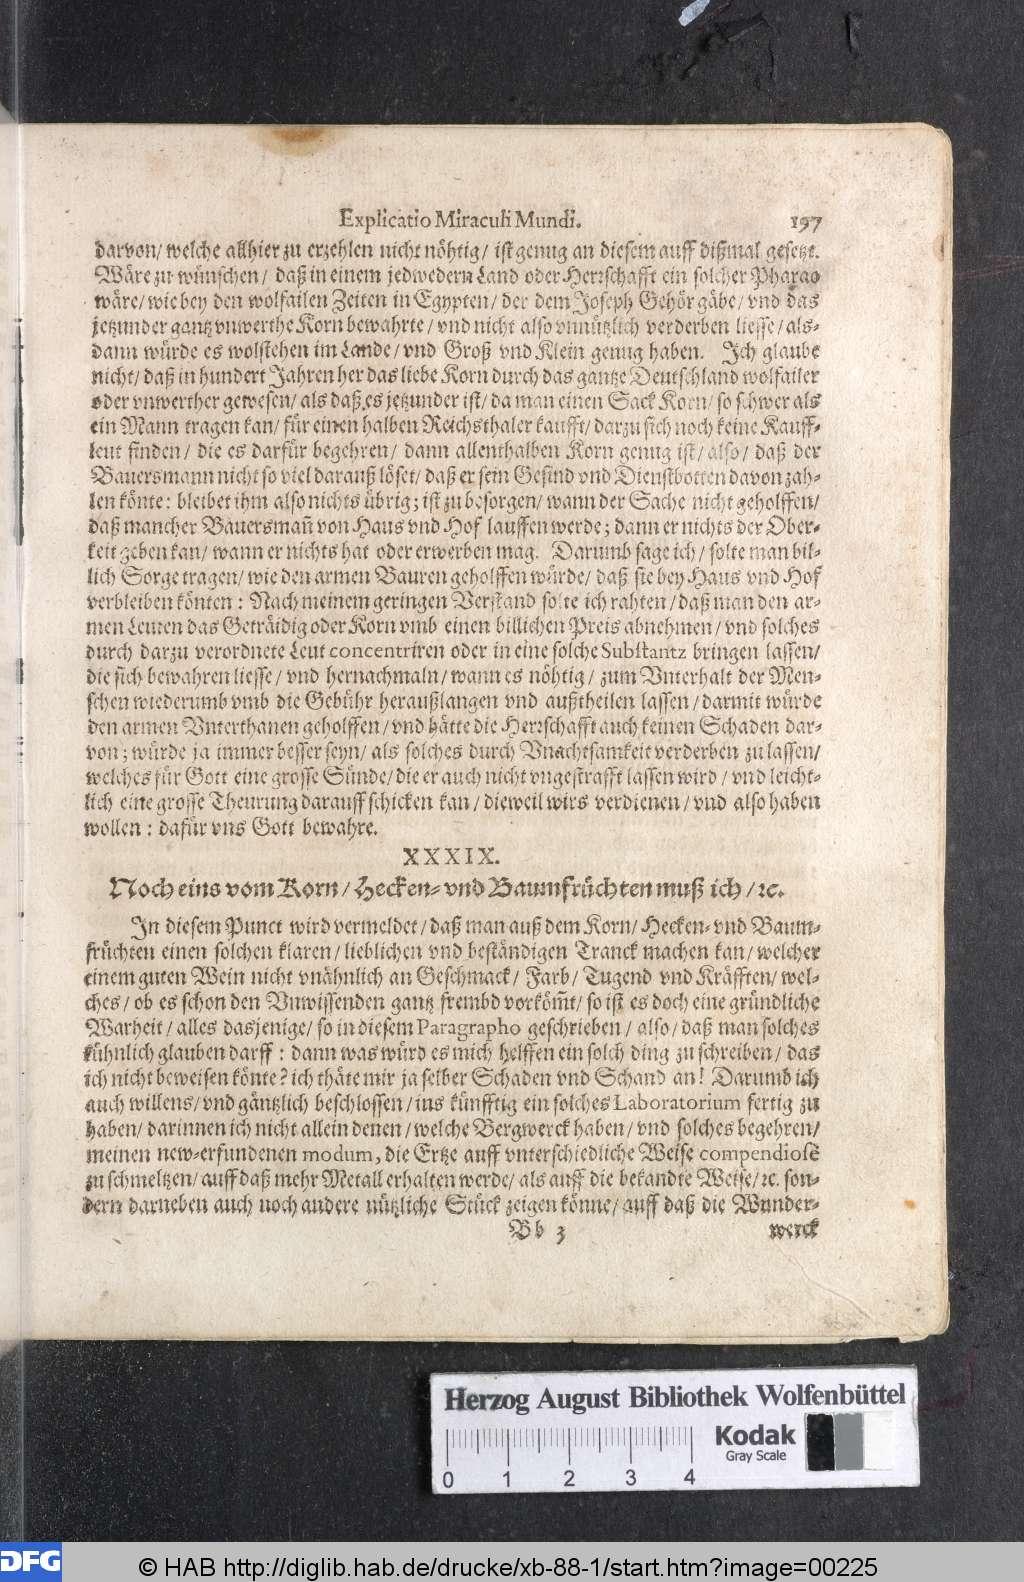 Explicatio Miraculi Mundi. 197
darvon/ welche allhier zu erzehlen nicht nöhtig/ ist genug an diesem auff dißmal gesetzt.
Wäre zu wünschen/ daß in einem jedwedern Land oder Herrschafft ein solcher Pharao
wäre/ wie bey den wolfailen Zeiten in Egypten/ der dem Joseph Gehör gäbe/ vnd das
jetzunder gantz vnwerthe Korn bewahrte/ vnd nicht also vnnützlich verderben liesse/ als-
dann würde es wolstehen im Lande/ vnd Groß vnd Klein genug haben. Ich glaube
nicht/ daß in hundert Jahren her das liebe Korn durch das gantze Deutschland wolfailer
oder vnwerther gewesen/ als daß es jetzunder ist/ da man einen Sack Korn/ so schwer als
ein Mann tragen kan/ für einen halben Reichsthaler kaufft/ darzu sich noch keine Kauff-
leut finden/ die es darfür begehren/ dann allenthalben Korn genug ist/ also/ daß der
Bauersmann nicht so viel darauß löset/ daß er sein Gesind vnd Dienstbotten davon zah-
len könte: bleibet ihm also nichts übrig; ist zu besorgen/ wann der Sache nicht geholffen/
daß mancher Bauersmañ von Haus vnd Hof lauffen werde; dann er nichts der Ober-
keit geben kan/ wann er nichts hat oder erwerben mag. Darumb sage ich/ solte man bil-
lich Sorge tragen/ wie den armen Bauren geholffen würde/ daß sie bey Haus vnd Hof
verbleiben könten: Nach meinem geringen Verstand solte ich rahten/ daß man den ar-
men Leuten das Geträidig oder Korn vmb einen billichen Preis abnehmen/ vnd solches
durch darzu verordnete Leut concentriren oder in eine solche Substantz bringen lassen/
die sich bewahren liesse/ vnd hernachmaln/ wann es nöhtig/ zum Vnterhalt der Men-
schen wiederumb vmb die Gebühr heraußlangen vnd außtheilen lassen/ darmit würde
den armen Vnterthanen geholffen/ vnd hätte die Herrschafft auch keinen Schaden dar-
von; würde ja immer besser seyn/ als solches durch Vnachtsamkeit verderben zu lassen/
welches für Gott eine grosse Sünde/ die er auch nicht vngestrafft lassen wird/ vnd leicht-
lich eine grosse Theurung darauff schicken kan/ dieweil wirs verdienen/ vnd also haben
wollen: dafür vns Gott bewahre.
XXXIX.
Noch eins vom Korn/ Hecken- vnd Baumfrüchten muß ich/ ꝛc.
In diesem Punct wird vermeldet/ daß man auß dem Korn/ Hecken- vnd Baum-
früchten einen solchen klaren/ lieblichen vnd beständigen Tranck machen kan/ welcher
einem guten Wein nicht vnähnlich an Geschmack/ Farb/ Tugend vnd Kräfften/ wel-
ches/ ob es schon den Vnwissenden gantz frembd vorköm̃t/ so ist es doch eine gründliche
Warheit/ alles dasjenige/ so in diesem Paragrapho geschrieben/ also/ daß man solches
kühnlich glauben darff: dann was würd es mich helffen ein solch ding zu schreiben/ das
ich nicht beweisen könte? ich thäte mir ja selber Schaden vnd Schand an! Darumb ich
auch willens/ vnd gäntzlich beschlossen/ ins künfftig ein solches Laboratorium fertig zu
haben/ darinnen ich nicht allein denen/ welche Bergwerck haben/ vnd solches begehren/
meinen new-erfundenen modum, die Ertze auff vnterschiedliche Weise compendiosè
zu schmeltzen/ auff daß mehr Metall erhalten werde/ als auff die bekandte Weise/ ꝛc. son-
dern darneben auch noch andere nützliche Stück zeigen könne/ auff daß die Wunder-
Bb 3 werck
Herzog August Bibliothek Wolfenbüttel
Kodak
Gray Scale
0 1 2 3 4
DFG © HAB http://diglib.hab.de/drucke/xb-88-1/start.htm?image=00225